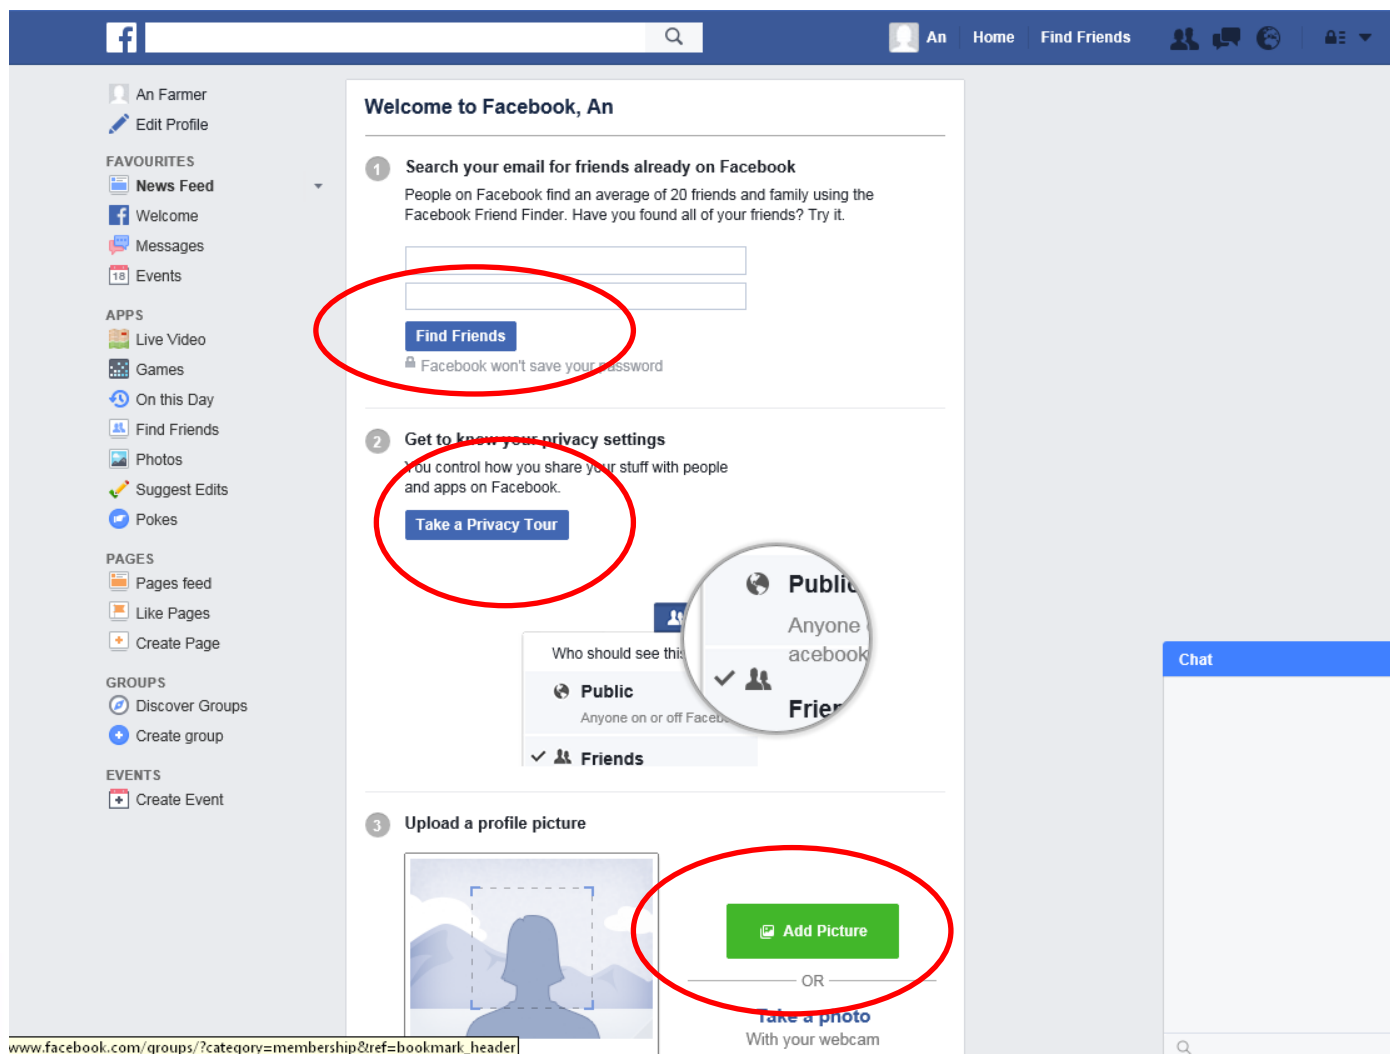 An Home Find Friends
An Farmer
Edit Profile
FAVOURITES
News Feed
Welcome
Messages
18 Events
APPS
Live Video
Games
On this Day
Find Friends
Photos
Suggest Edits
Pokes
PAGES
Pages feed
Like Pages
Create Page
GROUPS
Discover Groups
Create group
EVENTS
Create Event
Welcome to Facebook, An
1 Search your email for friends already on Facebook
People on Facebook find an average of 20 friends and family using the
Facebook Friend Finder. Have you found all of your friends? Try it.
Find Friends
Facebook won't save your password
2 Get to know your privacy settings
You control how you share your stuff with people
and apps on Facebook.
Take a Privacy Tour
Who should see this
Public
Anyone on or off Faceb
Friends
Public
Anyone
acebook
Frien
3 Upload a profile picture
Add Picture
OR
Take a photo
With your webcam
Chat
www.facebook.com/groups/?category=membership&ref=bookmark_header